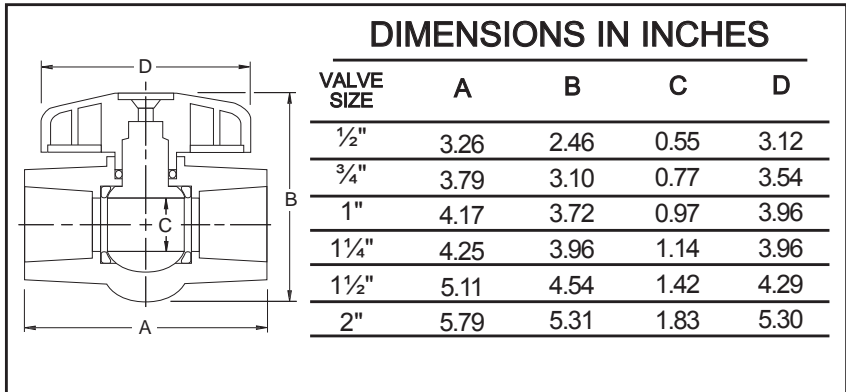 DIMENSIONS IN INCHES
VALVE SIZE A B C D
½" 3.26 2.46 0.55 3.12
¾" 3.79 3.10 0.77 3.54
1" 4.17 3.72 0.97 3.96
1¼" 4.25 3.96 1.14 3.96
1½" 5.11 4.54 1.42 4.29
2" 5.79 5.31 1.83 5.30
D
B
C
A